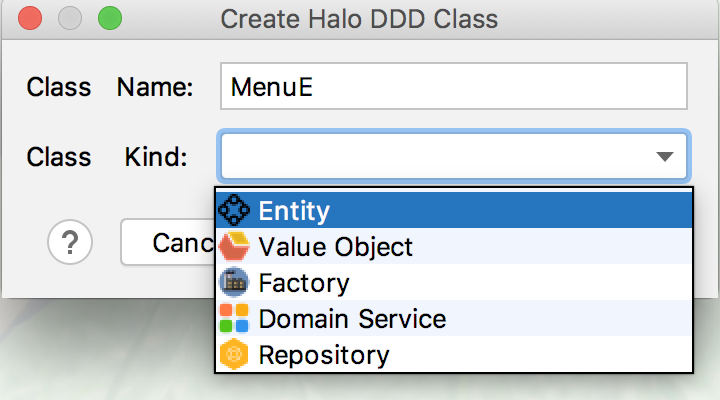 Create Halo DDD Class
Class Name: MenuE
Class Kind:
Entity
? Canc Value Object
Factory
Domain Service
Repository